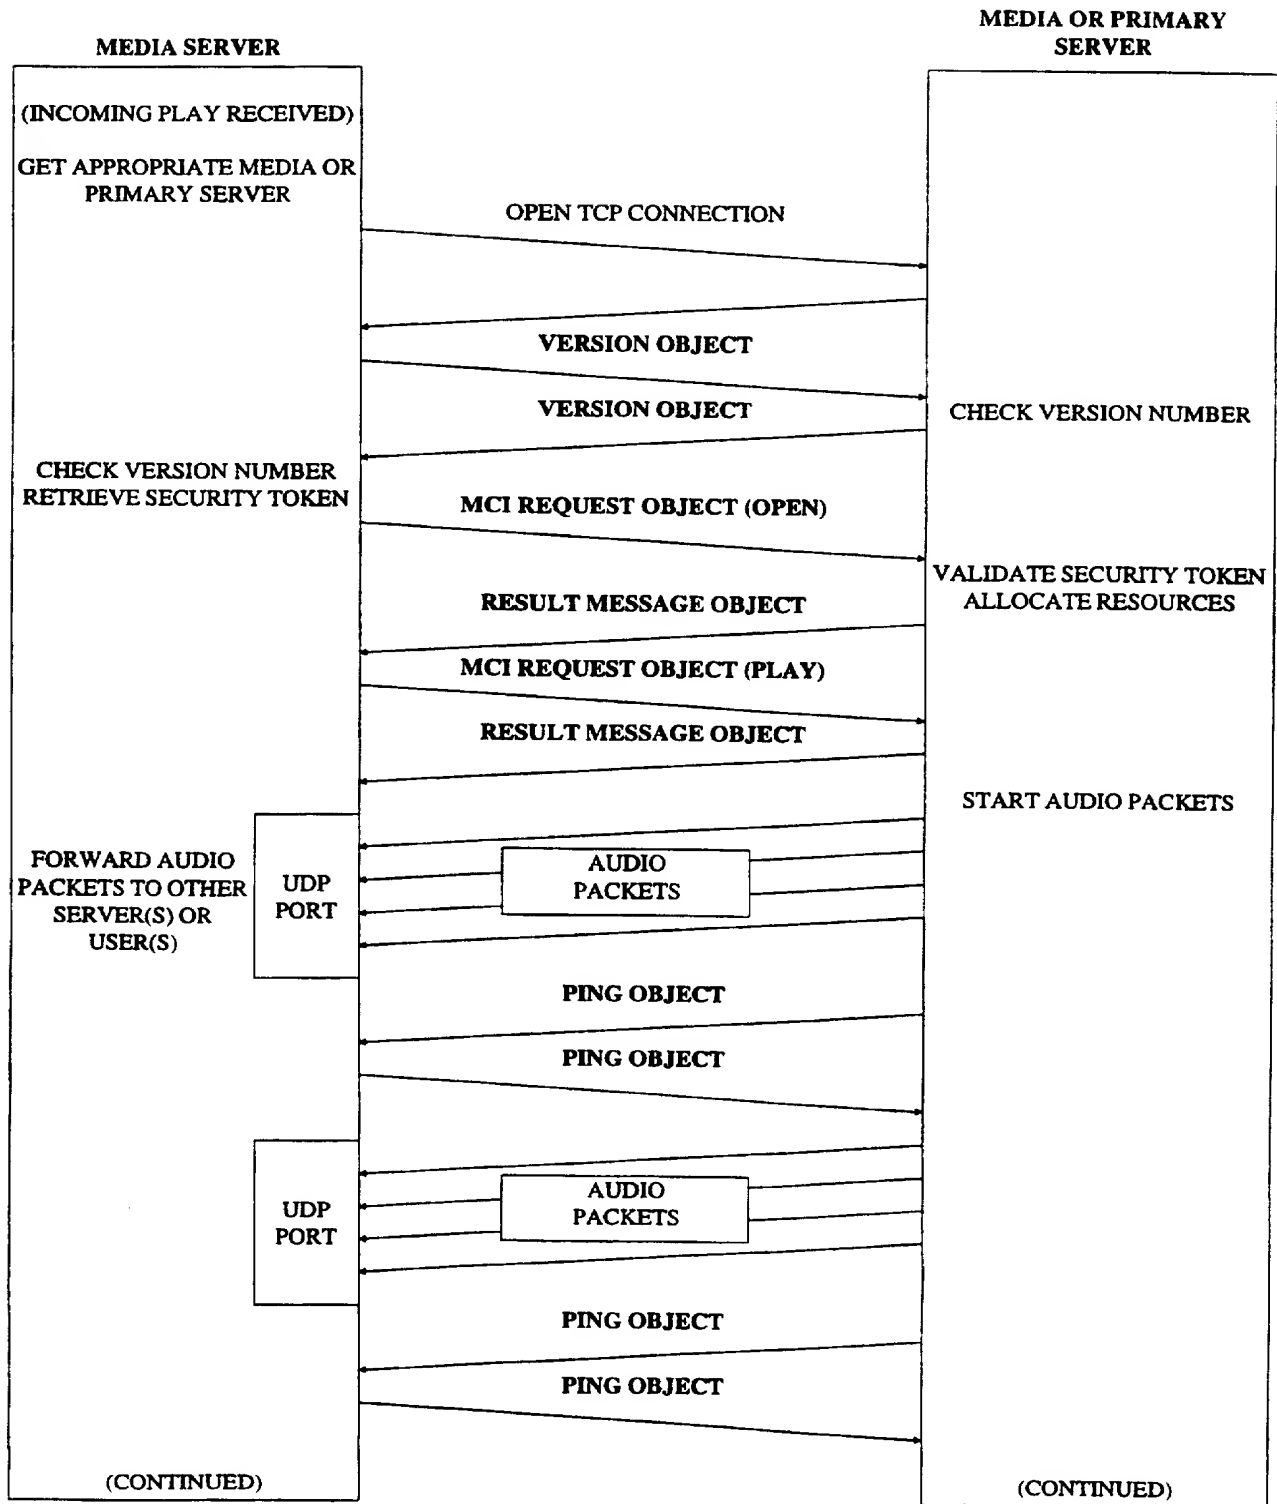 MEDIA SERVER
MEDIA OR PRIMARY
SERVER
(INCOMING PLAY RECEIVED)
GET APPROPRIATE MEDIA OR
PRIMARY SERVER
OPEN TCP CONNECTION
VERSION OBJECT
VERSION OBJECT
CHECK VERSION NUMBER
CHECK VERSION NUMBER
RETRIEVE SECURITY TOKEN
MCI REQUEST OBJECT (OPEN)
VALIDATE SECURITY TOKEN
ALLOCATE RESOURCES
RESULT MESSAGE OBJECT
MCI REQUEST OBJECT (PLAY)
RESULT MESSAGE OBJECT
START AUDIO PACKETS
FORWARD AUDIO
PACKETS TO OTHER
SERVER(S) OR
USER(S)
UDP
PORT
AUDIO
PACKETS
PING OBJECT
PING OBJECT
UDP
PORT
AUDIO
PACKETS
PING OBJECT
PING OBJECT
(CONTINUED)
(CONTINUED)